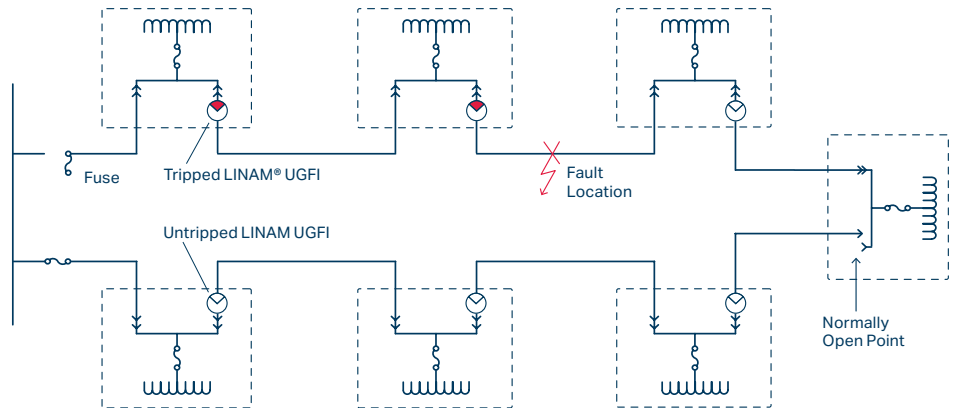 Fuse
Tripped LINAM® UGFI
Fault
Location
Untripped LINAM UGFI
Normally
Open Point